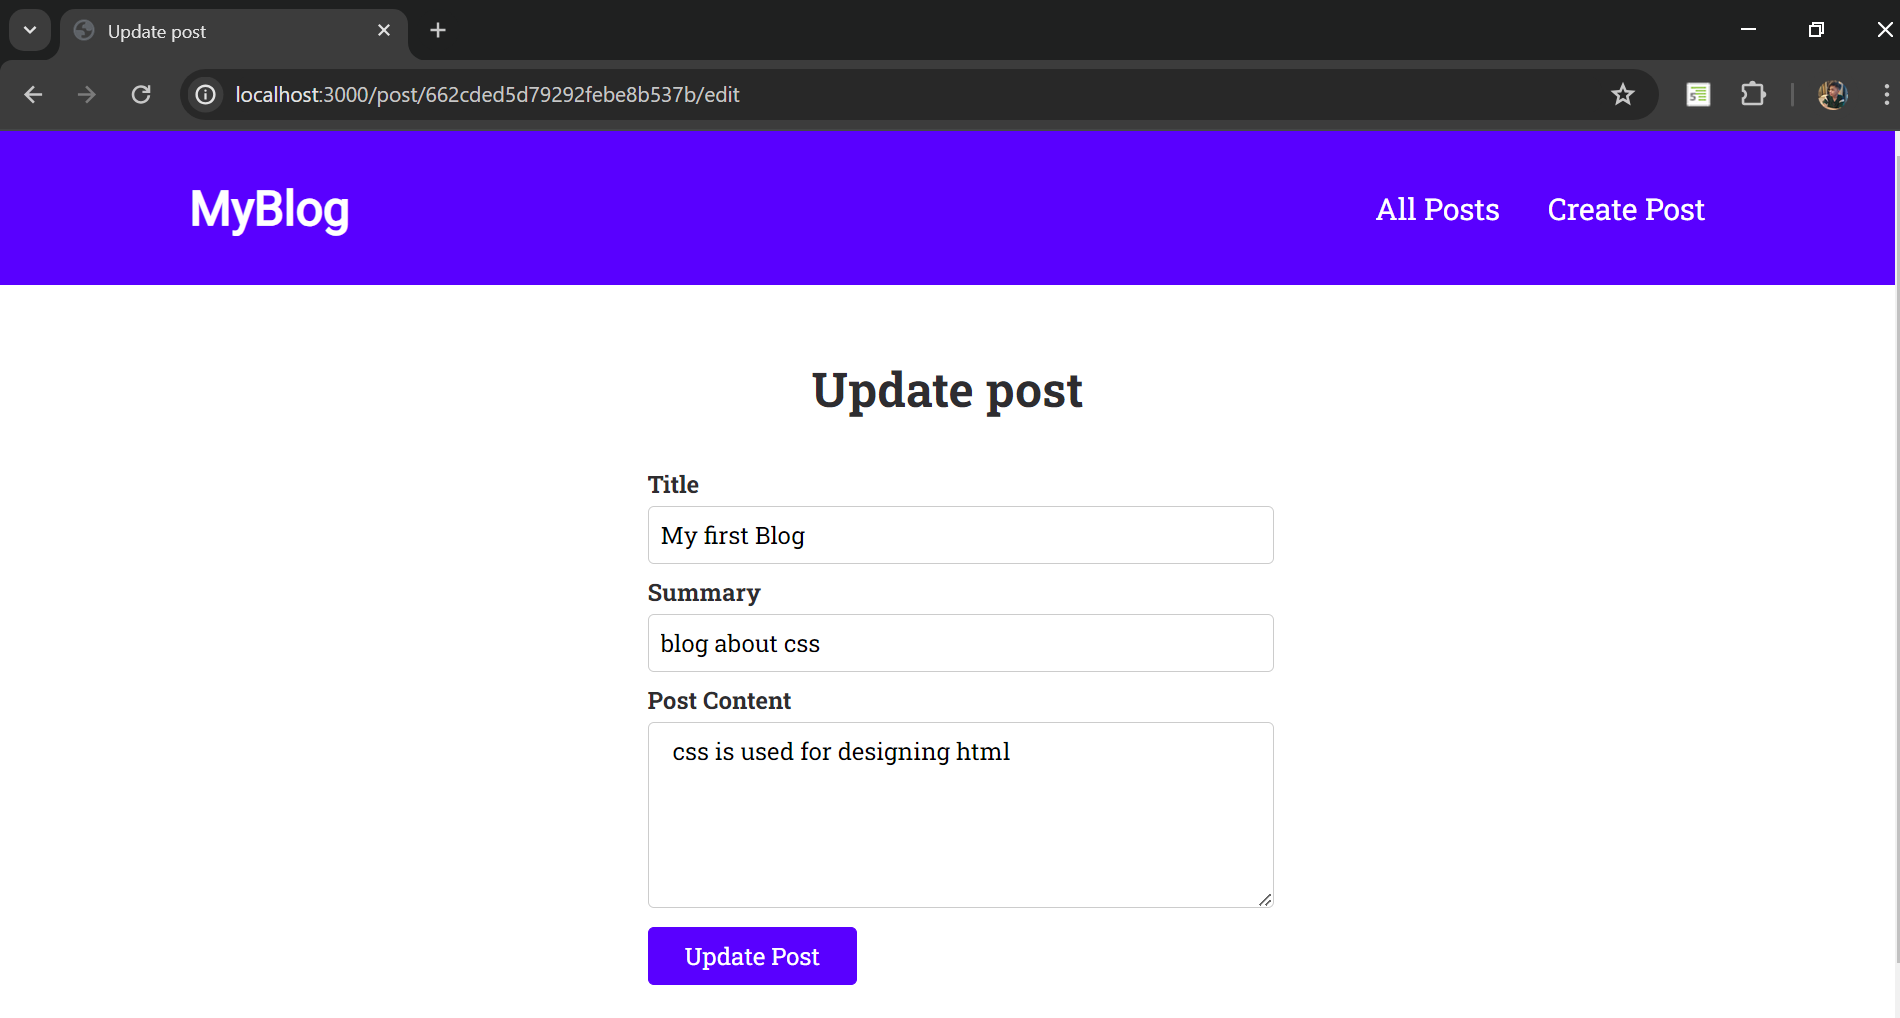 Update post
localhost:3000/post/662cded5d79292febe8b537b/edit
MyBlog
All Posts
Create Post
Update post
Title
My first Blog
Summary
blog about css
Post Content
css is used for designing html
Update Post